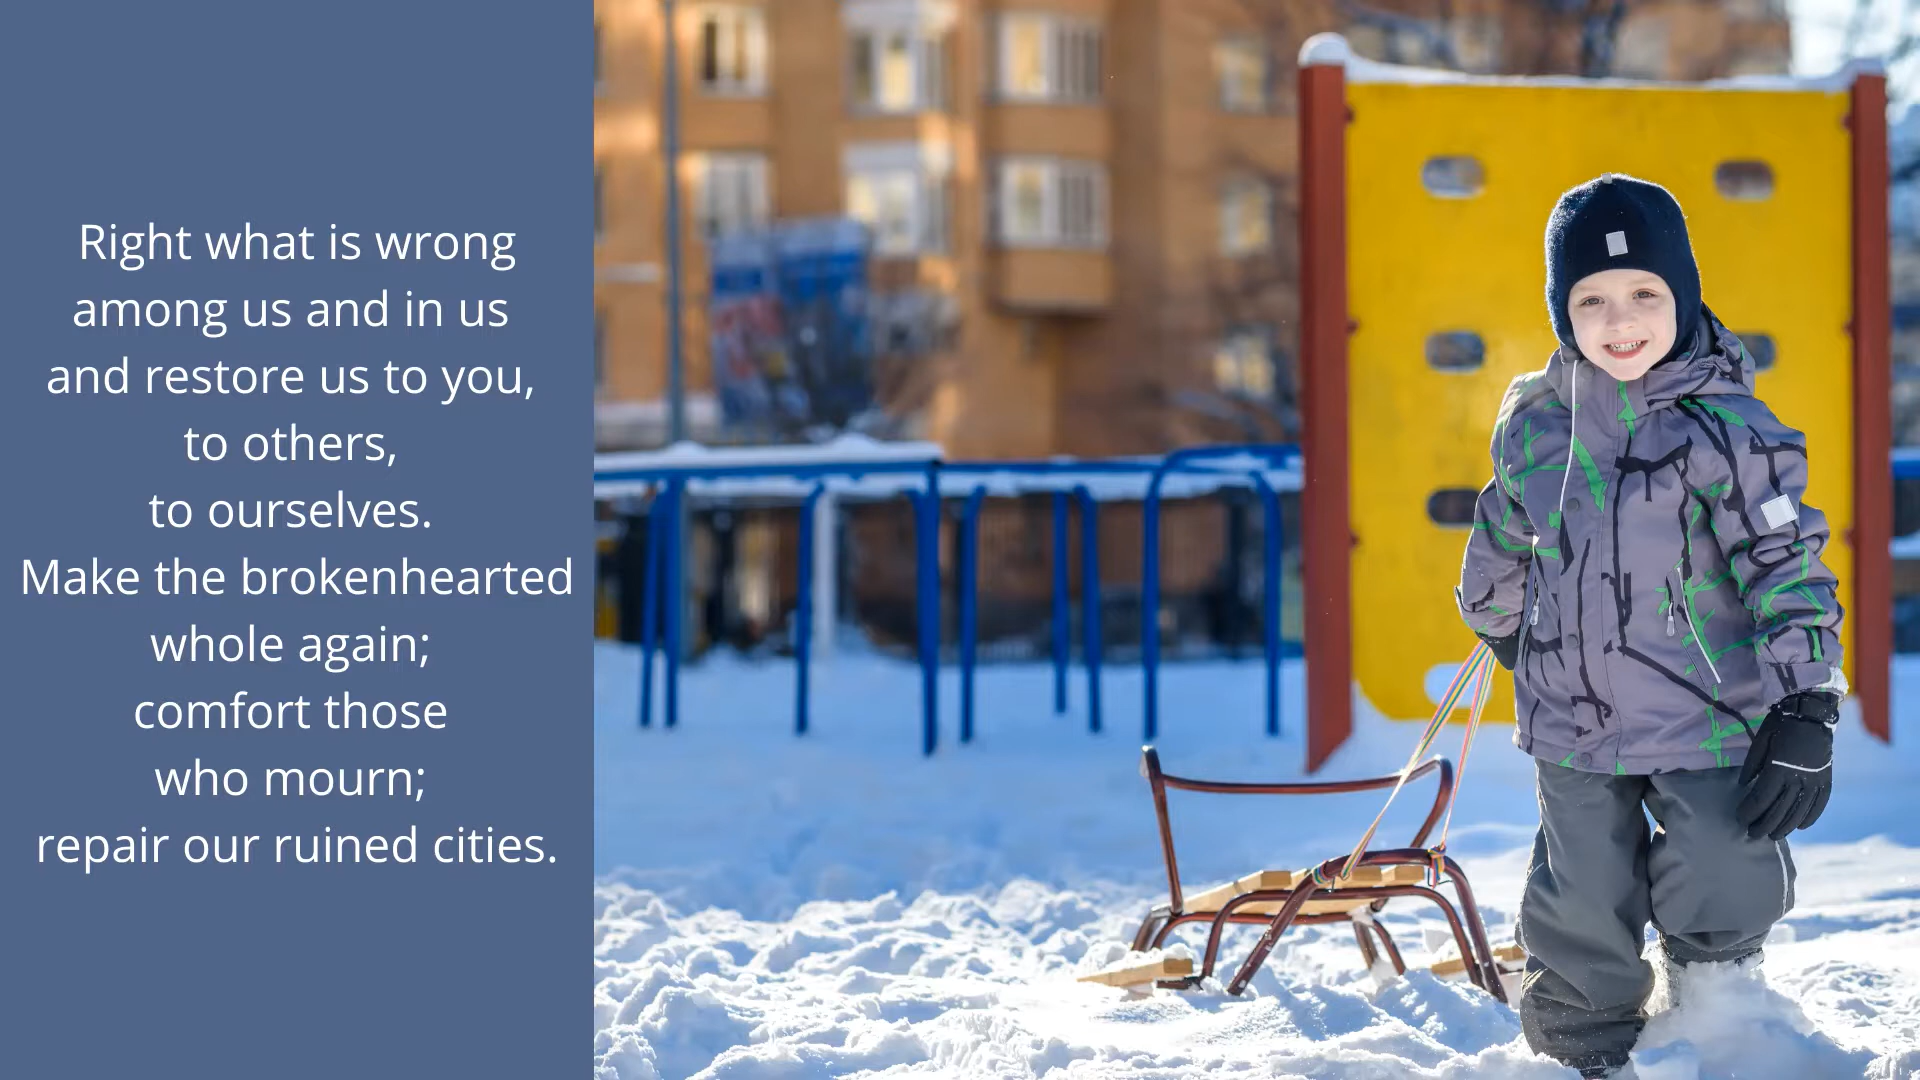 Right what is wrong
among us and in us
and restore us to you,
to others,
to ourselves.
Make the brokenhearted
whole again;
comfort those
who mourn;
repair our ruined cities.